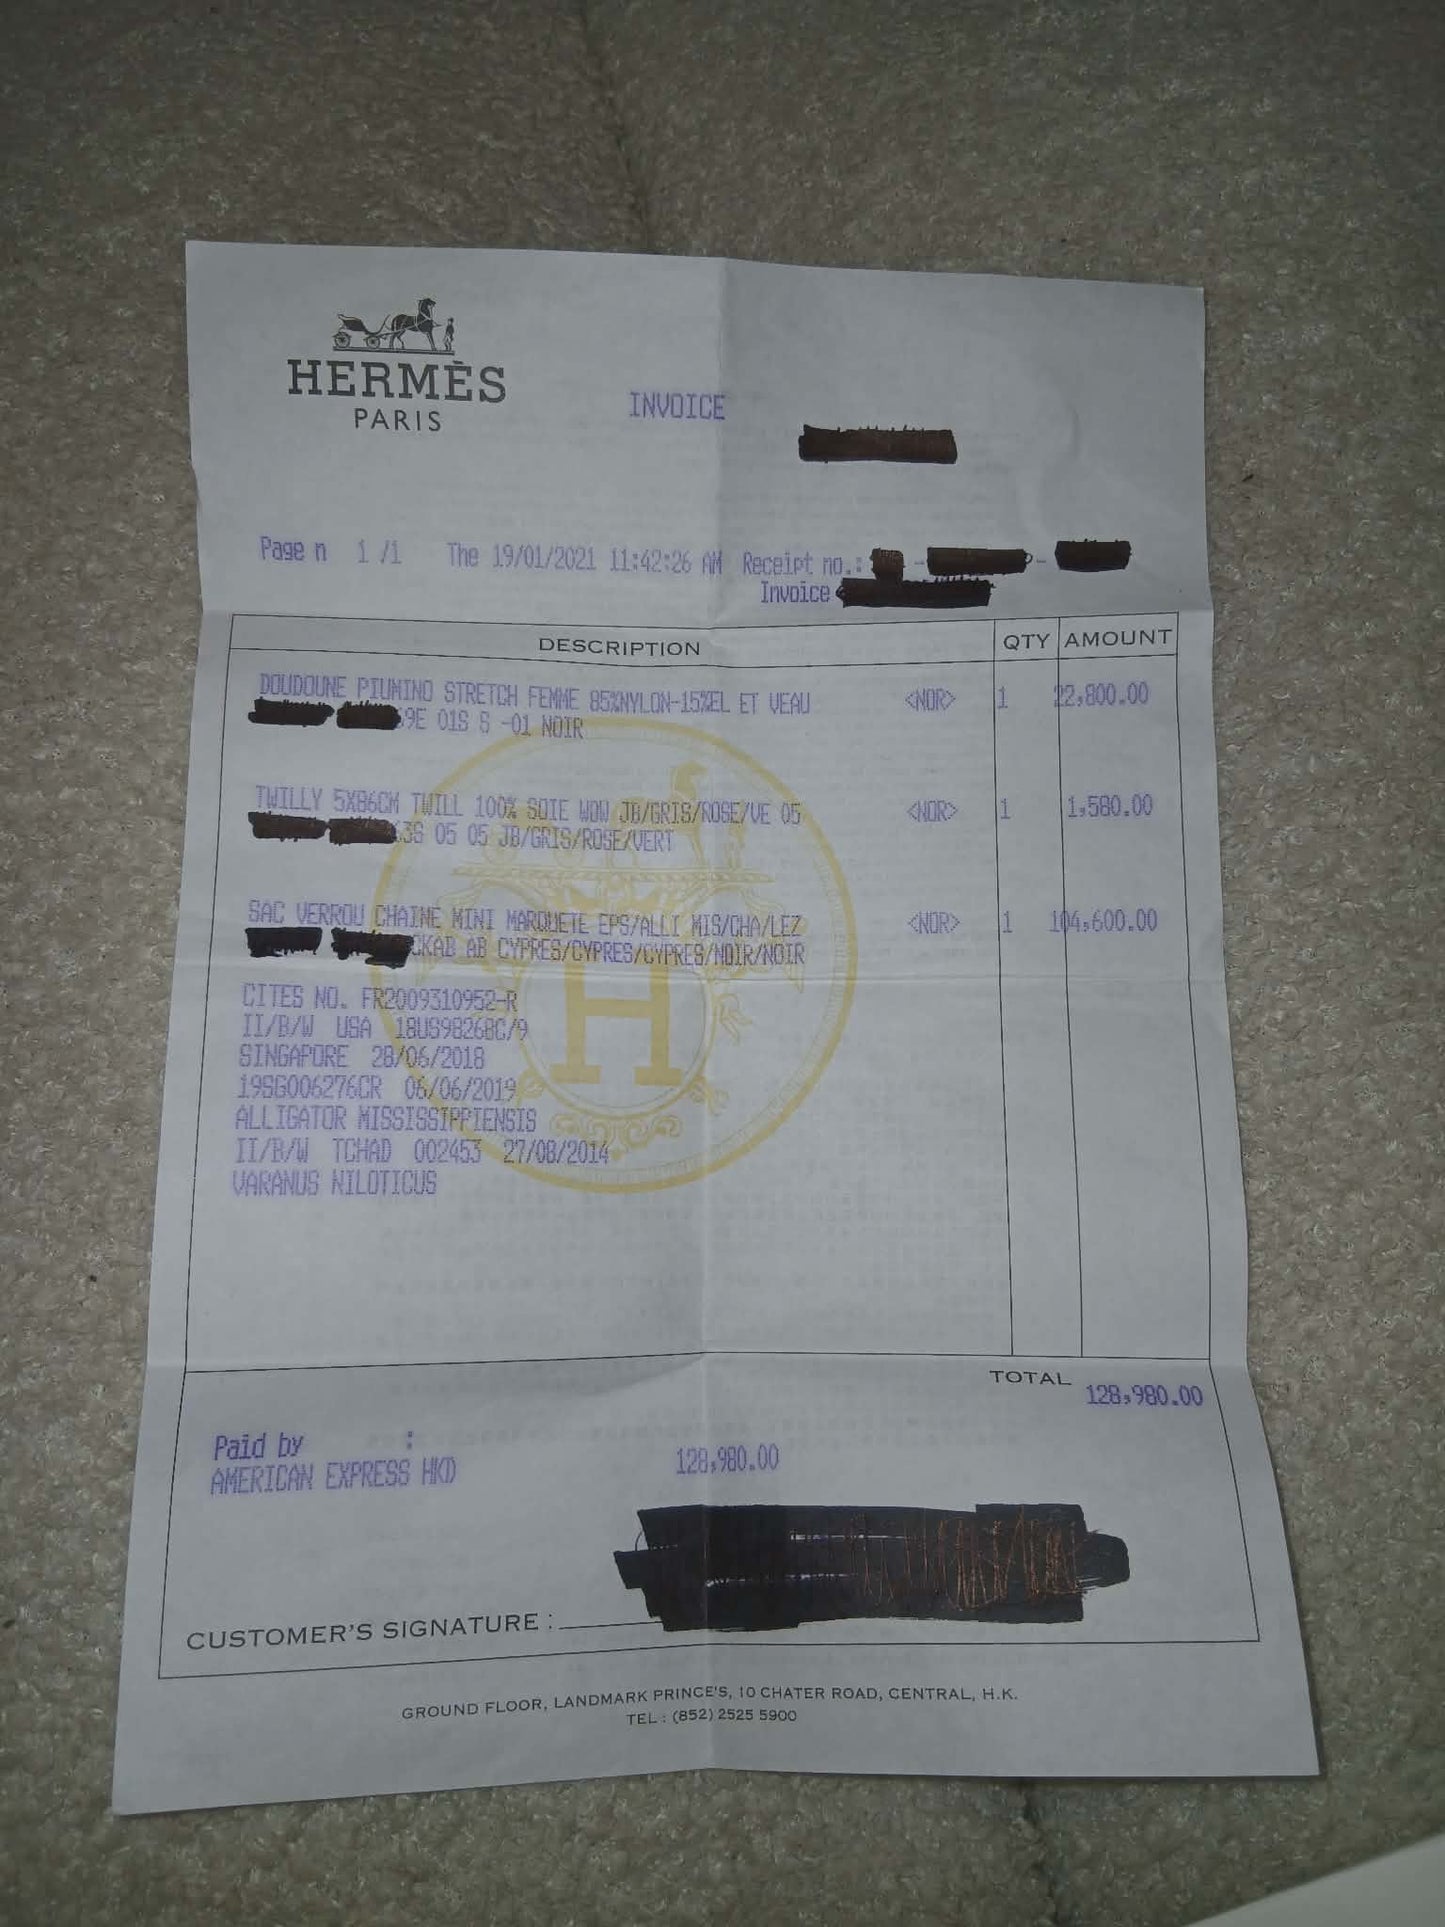 HERMÈS
PARIS
INVOICE
Page n 1 /1 The 19/01/2021 11:42:26 AM Receipt no.: - -
Invoice
DESCRIPTION QTY AMOUNT
DOUDOUNE PIUMINO STRETCH FEMME 85%NYLON-15%EL ET VEAU <NOR> 1 22,800.00
9E 01S S -01 NOIR
TWILLY 5X86CM TWILL 100% SOIE WOW JB/GRIS/ROSE/VE 05 <NOR> 1 1,580.00
3S 05 05 JB/GRIS/ROSE/VERT
SAC VERROU CHAINE MINI MARQUETE EPS/ALLI MIS/CHA/LEZ <NOR> 1 104,600.00
CKAB AB CYPRES/CYPRES/CYPRES/NOIR/NOIR
CITES NO. FR2009310952-R
II/B/W USA 18US98268C/9
SINGAPORE 28/06/2018
19SG006276CR 06/06/2019
ALLIGATOR MISSISSIPPIENSIS
II/B/W TCHAD 002453 27/08/2014
VARANUS NILOTICUS
H
TOTAL 128,980.00
Paid by :
AMERICAN EXPRESS HKD 128,980.00
CUSTOMER'S SIGNATURE :
GROUND FLOOR, LANDMARK PRINCE'S, 10 CHATER ROAD, CENTRAL, H.K.
TEL : (852) 2525 5900